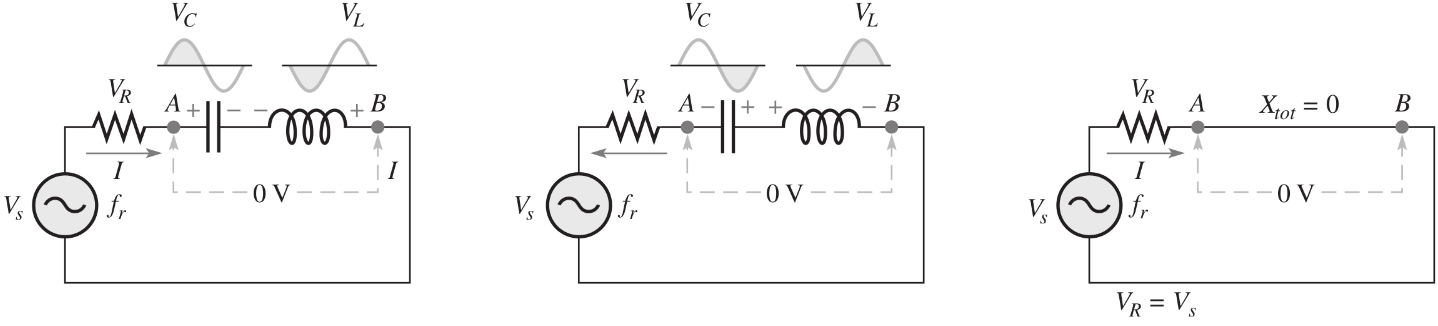 V_C V_L
V_R A + − − + B
I 0 V I
V_s f_r
V_C V_L
V_R A − + + − B
0 V
V_s f_r
V_R A X_tot = 0 B
I 0 V
V_s f_r
V_R = V_s